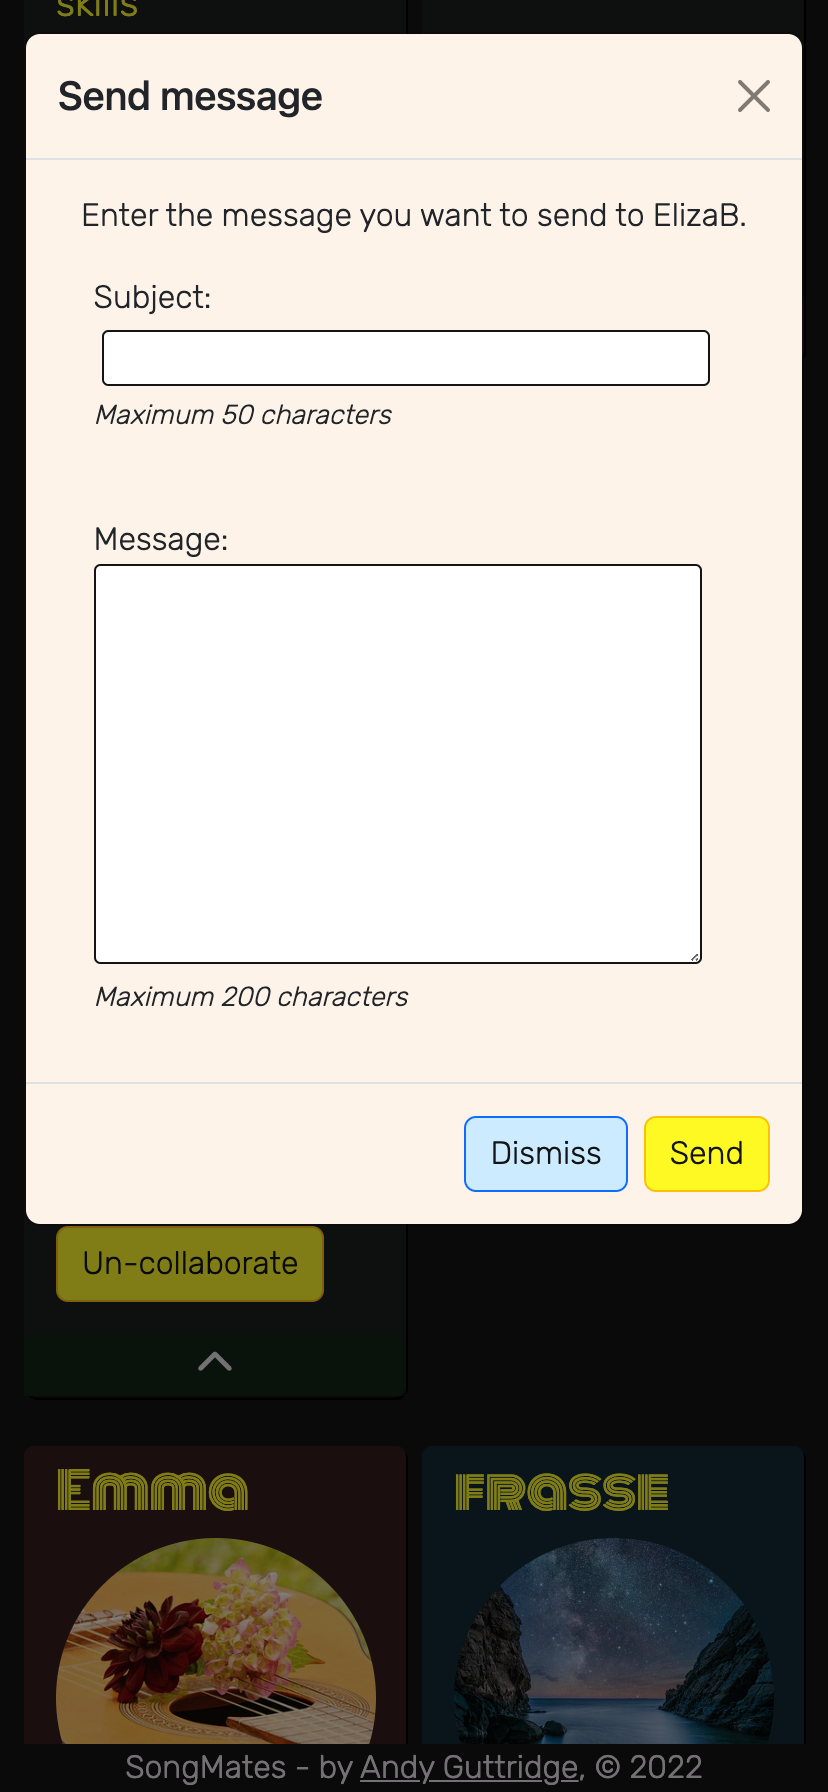 skills
Send message
Enter the message you want to send to ElizaB.
Subject:
Maximum 50 characters
Message:
Maximum 200 characters
Dismiss
Send
Un-collaborate
Emma
FRaSSE
SongMates - by Andy Guttridge, © 2022